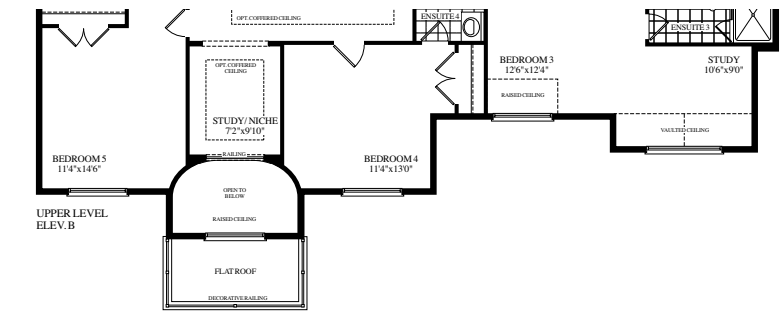 OPT. COFFERED CEILING
ENSUITE 4
ENSUITE 3
BEDROOM 3
12'6"x12'4"
STUDY
10'6"x9'0"
OPT. COFFERED
CEILING
RAISED CEILING
STUDY/ NICHE
7'2"x9'10"
VAULTED CEILING
RAILING
BEDROOM 5
11'4"x14'6"
BEDROOM 4
11'4"x13'0"
OPEN TO
BELOW
RAISED CEILING
UPPER LEVEL
ELEV. B
FLAT ROOF
DECORATIVE RAILING